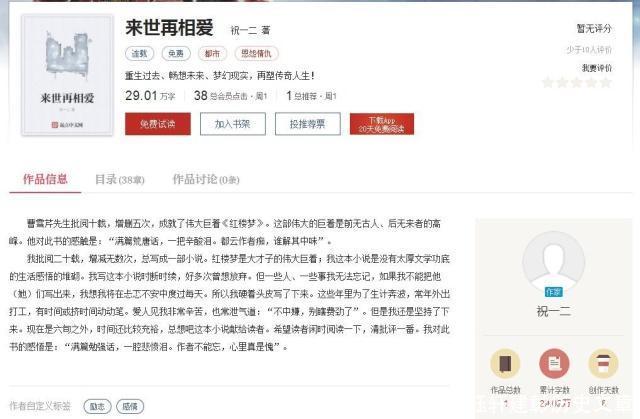 来世再相爱
祝一二
起点中文网
来世再相爱 祝一二 著
连载 免费 都市 恩怨情仇
重生过去、畅想未来、梦幻现实，再塑传奇人生！
29.01万字 38总会员点击·周1 1总推荐·周1
免费试读 加入书架 投推荐票 下载App
20天免费阅读
暂无评分
少于10人评价
我要评价
作品信息 目录(38章) 作品讨论(0条)
曹雪芹先生批阅十载，增删五次，成就了伟大巨着《红楼梦》。这部伟大的巨着是前无古人、后无来者的高
峰。他对此书的感触是：“满篇荒唐话，一把辛酸泪。都云作者痴，谁解其中味”。
我批阅二十载，增减无数次，总写成一部小说。红楼梦是大才子的伟大巨着；我这本小说是没有太厚文学功底
的生活感悟的堆砌。我写这本小说时断时续，好多次曾想放弃。但一些人、一些事我无法忘记，如果我不能把他
（她）们写出来，我想我将在忐忑不安中度过每天。所以我硬着头皮写了下来。这些年里为了生计奔波，常年外出
打工，有时间或挤时间动动笔。爱人见我非常辛苦，也常泄气道：“不中嫌，别瞎费劲了”。但是我还是坚持了下
来。现在是六旬之外，时间还比较充裕，总想把这本小说献给读者。希望读者闲时阅读一下，清批评一番。我对此
书的感悟是：“满篇勉强话，一腔悲愤泪。作者不能忘，心里真是愧”。
作者自定义标签 励志 感情
作家
祝一二
作品总数 累计字数 创作天数